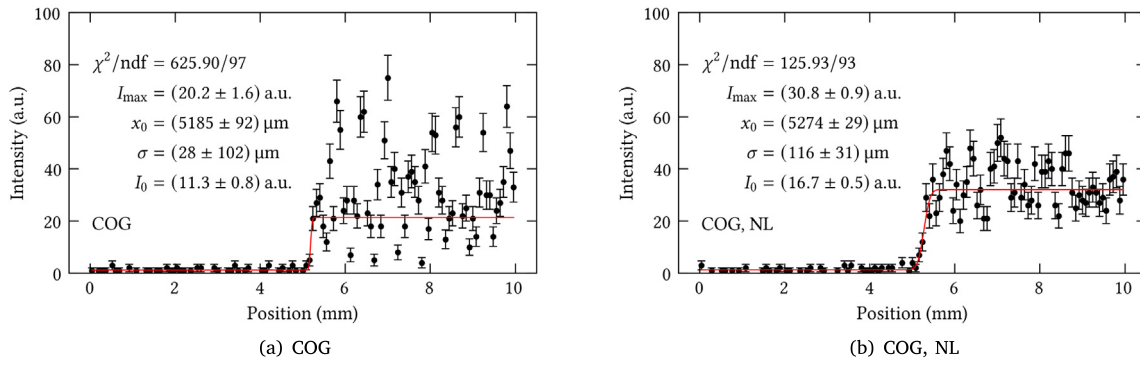 100
80
60
40
20
0
Intensity (a.u.)
χ²/ndf = 625.90/97
I_max = (20.2 ± 1.6) a.u.
x₀ = (5185 ± 92) μm
σ = (28 ± 102) μm
I₀ = (11.3 ± 0.8) a.u.
COG
0 2 4 6 8 10
Position (mm)
(a) COG
100
80
60
40
20
0
Intensity (a.u.)
χ²/ndf = 125.93/93
I_max = (30.8 ± 0.9) a.u.
x₀ = (5274 ± 29) μm
σ = (116 ± 31) μm
I₀ = (16.7 ± 0.5) a.u.
COG, NL
0 2 4 6 8 10
Position (mm)
(b) COG, NL